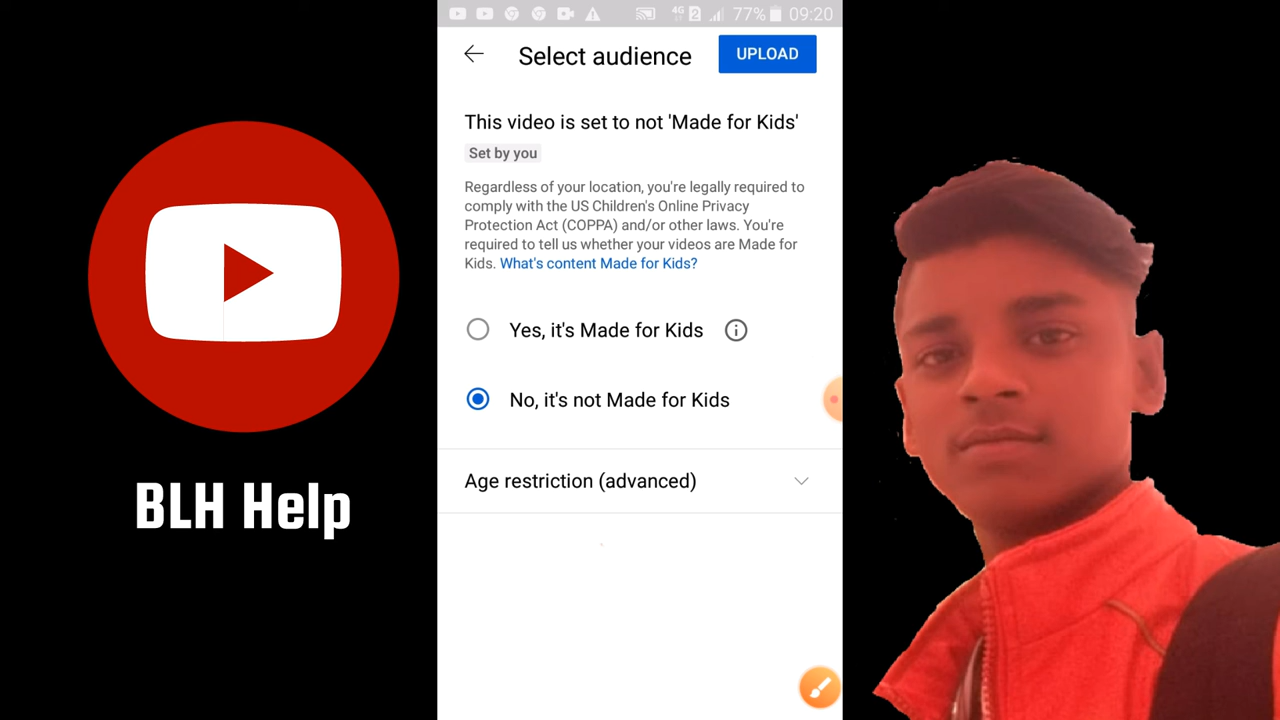 4G 2 77% 09:20
Select audience
UPLOAD
This video is set to not 'Made for Kids'
Set by you
Regardless of your location, you're legally required to
comply with the US Children's Online Privacy
Protection Act (COPPA) and/or other laws. You're
required to tell us whether your videos are Made for
Kids. What's content Made for Kids?
Yes, it's Made for Kids
No, it's not Made for Kids
Age restriction (advanced)
BLH Help